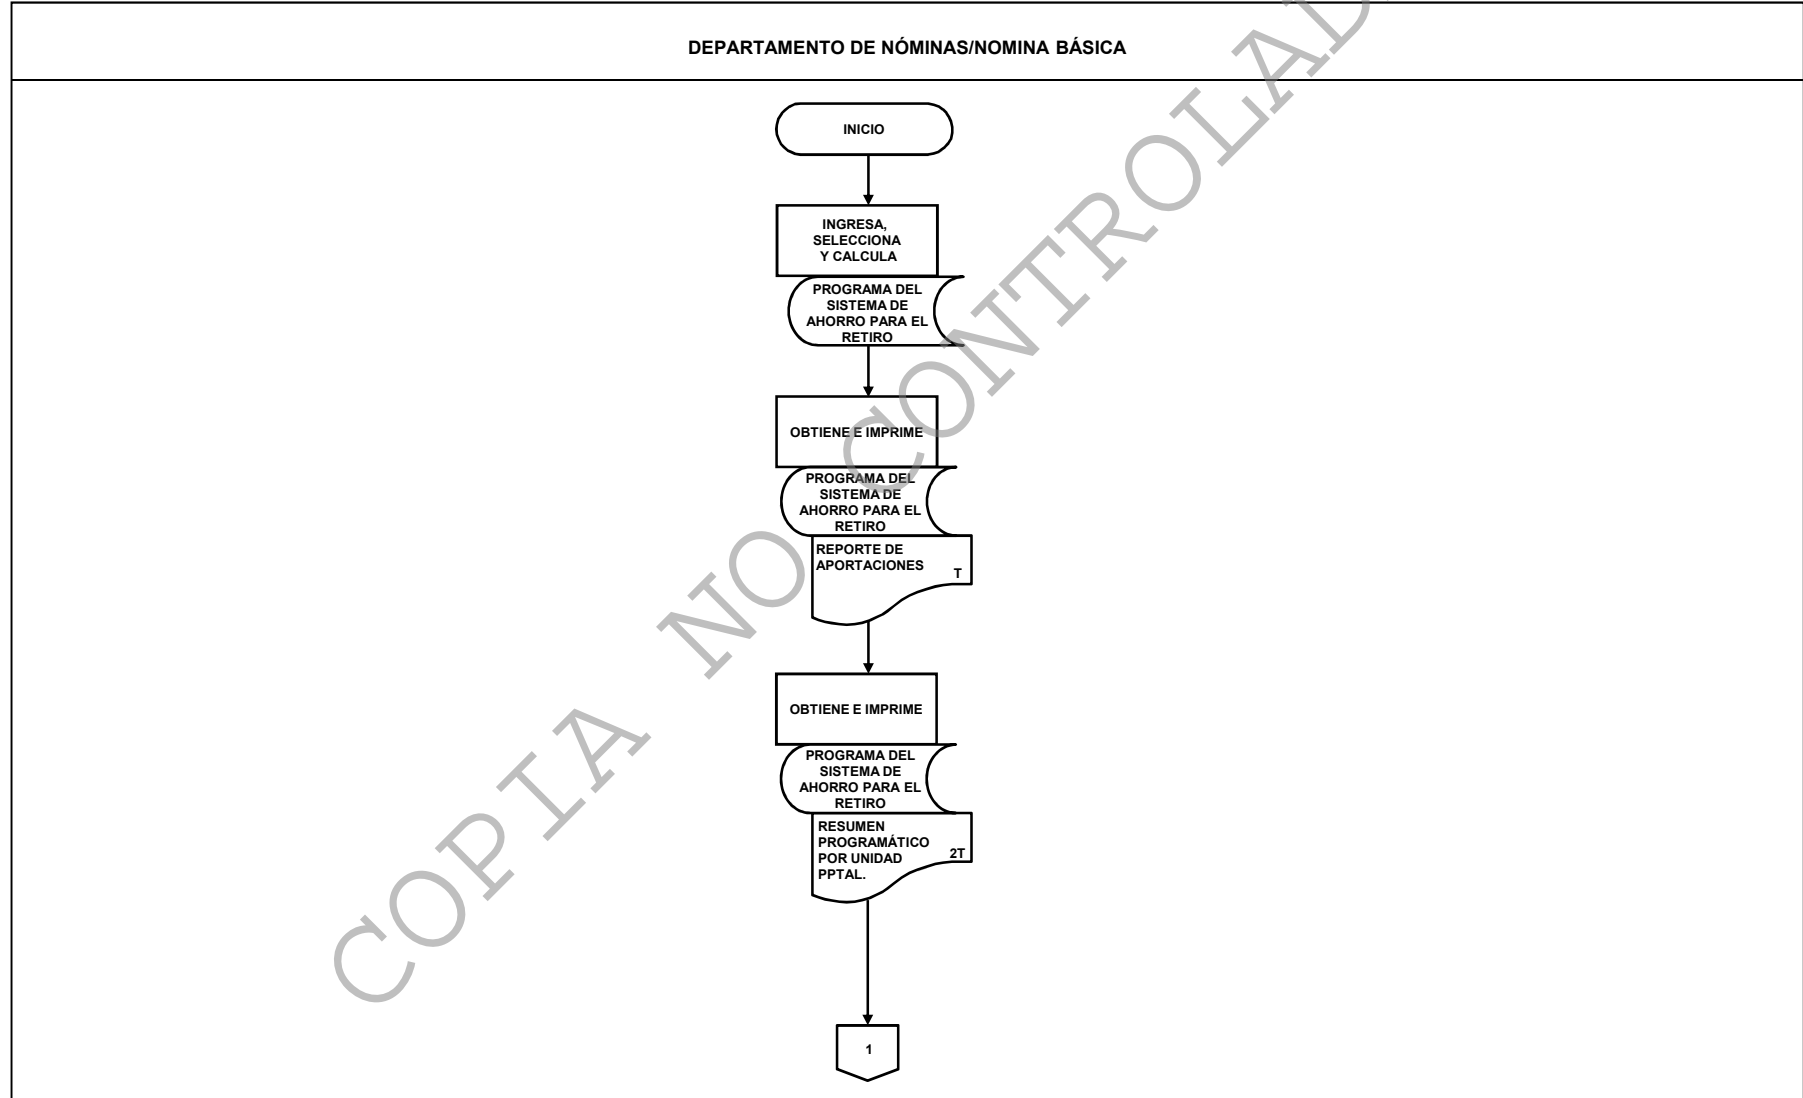 DEPARTAMENTO DE NÓMINAS/NOMINA BÁSICA
INICIO
INGRESA,
SELECCIONA
Y CALCULA
PROGRAMA DEL
SISTEMA DE
AHORRO PARA EL
RETIRO
OBTIENE E IMPRIME
PROGRAMA DEL
SISTEMA DE
AHORRO PARA EL
RETIRO
REPORTE DE
APORTACIONES
T
OBTIENE E IMPRIME
PROGRAMA DEL
SISTEMA DE
AHORRO PARA EL
RETIRO
RESUMEN
PROGRAMÁTICO
POR UNIDAD
2T
PPTAL.
1
COPIA NO CONTROLAD